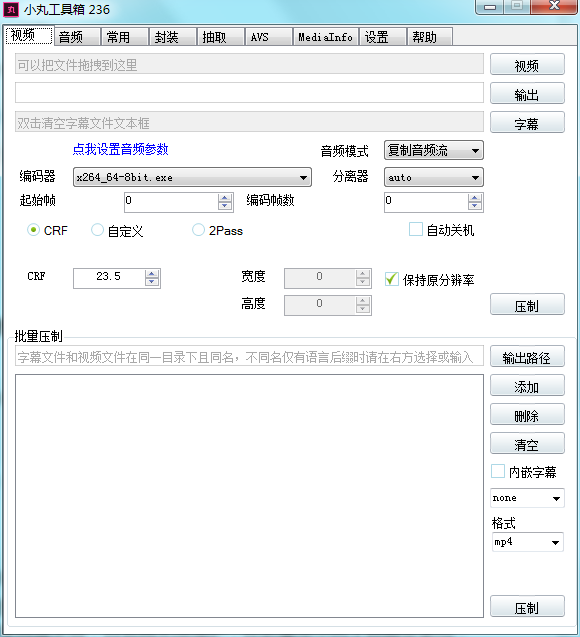 小丸工具箱 236
视频 音频 常用 封装 抽取 AVS MediaInfo 设置 帮助
可以把文件拖拽到这里 视频
输出
双击清空字幕文件文本框 字幕
点我设置音频参数 音频模式 复制音频流
编码器 x264_64-8bit.exe 分离器 auto
起始帧 0 编码帧数 0
CRF 自定义 2Pass 自动关机
CRF 23.5 宽度 0 保持原分辨率
高度 0 压制
批量压制
字幕文件和视频文件在同一目录下且同名，不同名仅有语言后缀时请在右方选择或输入 输出路径
添加
删除
清空
内嵌字幕
none
格式
mp4
压制